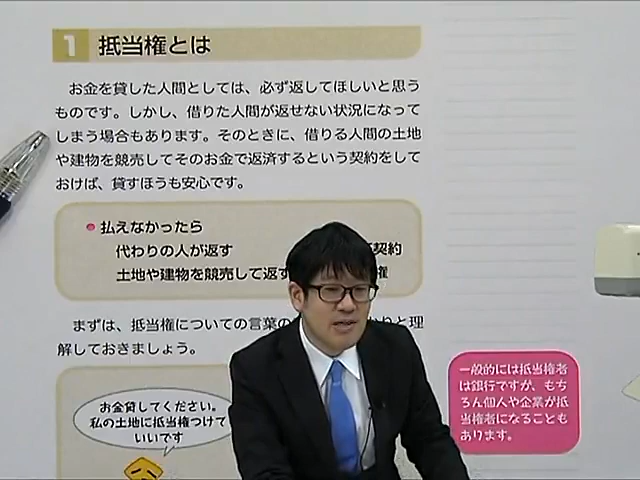 1 抵当権とは
お金を貸した人間としては、必ず返してほしいと思う
ものです。しかし、借りた人間が返せない状況になって
しまう場合もあります。そのときに、借りる人間の土地
や建物を競売してそのお金で返済するという契約をして
おけば、貸すほうも安心です。
払えなかったら
代わりの人が返す 契約
土地や建物を競売して返す 権
まずは、抵当権についての言葉の りと理
解しておきましょう。
お金貸してください。
私の土地に抵当権つけて
いいです
一般的には抵当権者
は銀行ですが、もち
ろん個人や企業が抵
当権者になることも
あります。